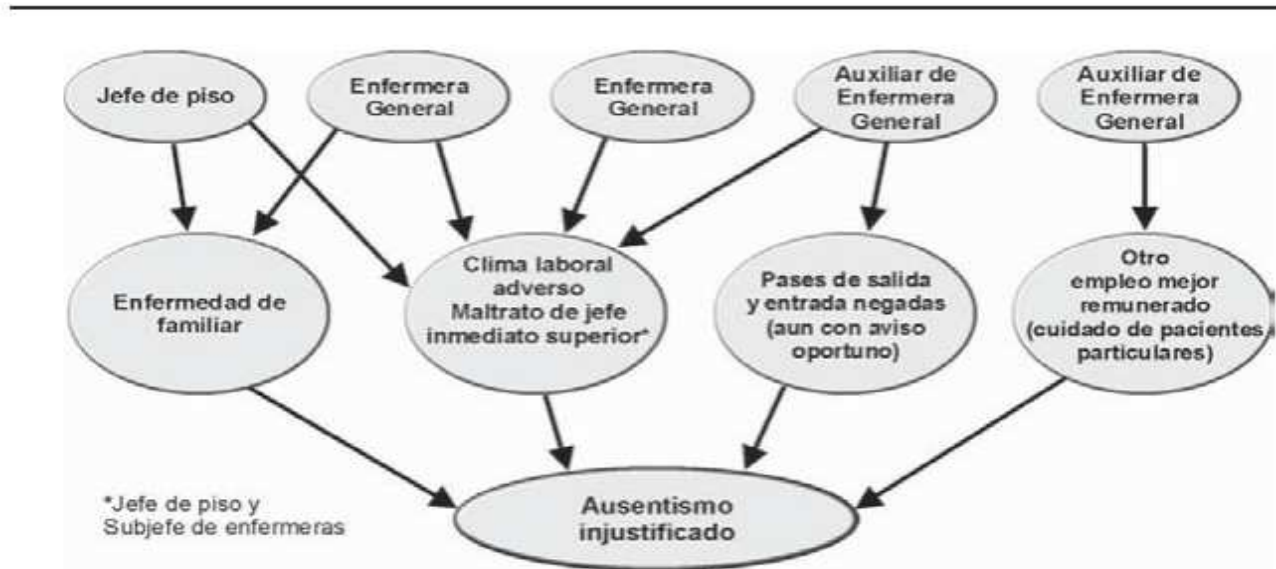 Jefe de piso
Enfermera
General
Enfermera
General
Auxiliar de
Enfermera
General
Auxiliar de
Enfermera
General
Enfermedad de
familiar
Clima laboral
adverso
Maltrato de jefe
inmediato superior*
Pases de salida
y entrada negadas
(aun con aviso
oportuno)
Otro
empleo mejor
remunerado
(cuidado de pacientes
particulares)
*Jefe de piso y
Subjefe de enfermeras
Ausentismo
injustificado